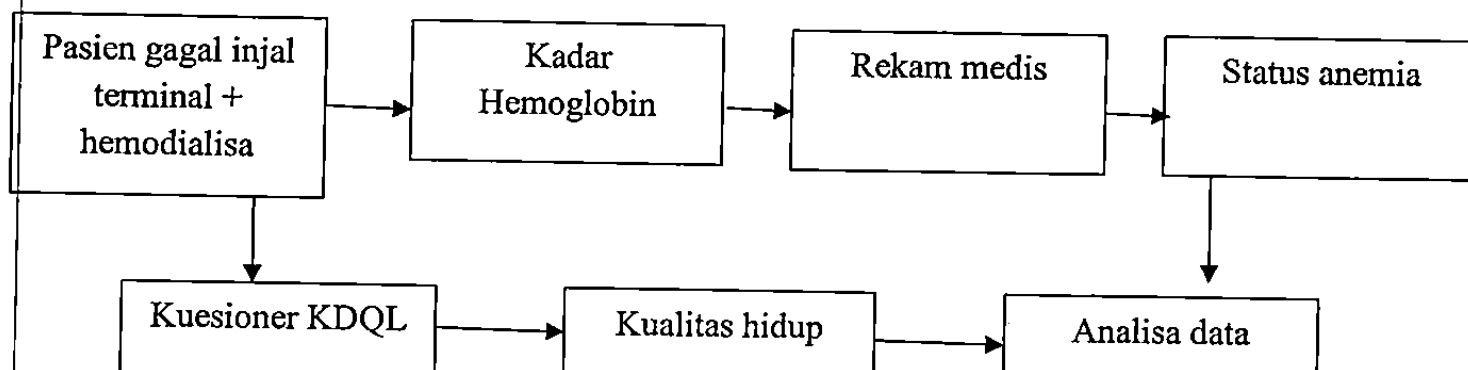 Pasien gagal injal
terminal +
hemodialisa
Kadar
Hemoglobin
Rekam medis
Status anemia
Kuesioner KDQL
Kualitas hidup
Analisa data